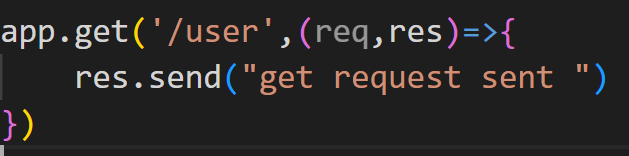 app.get('/user',(req,res)=>{
    res.send("get request sent ")
})